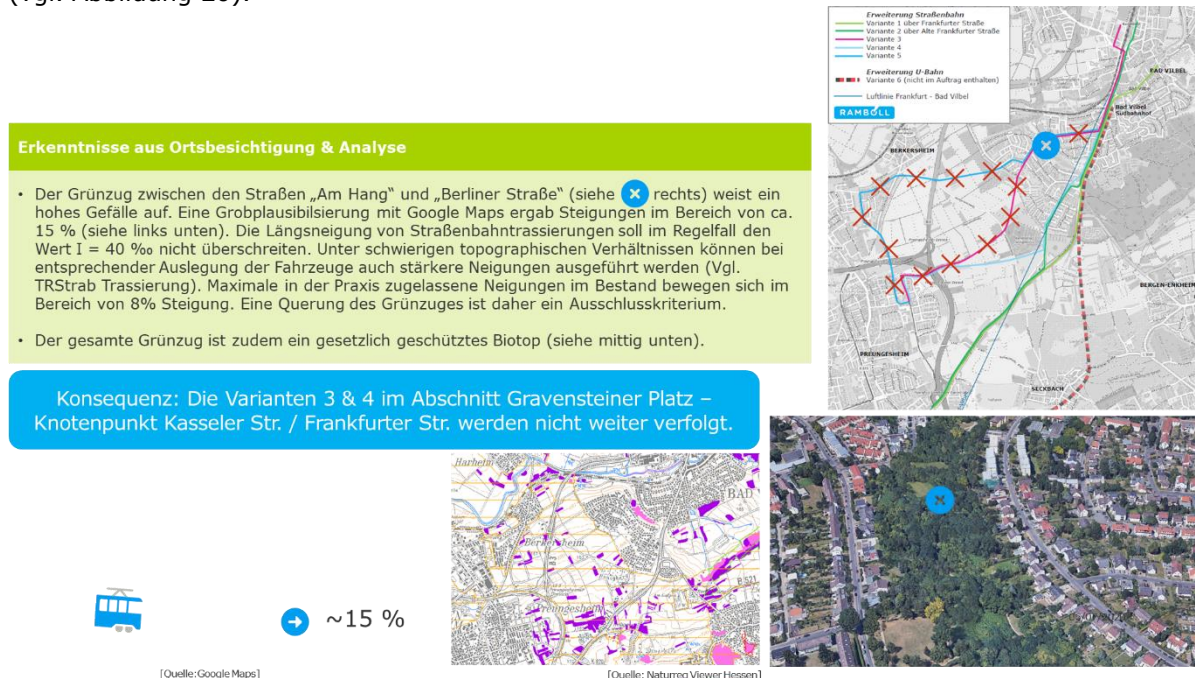 (vgl. Abbildung 20).
Erweiterung Straßenbahn
Variante 1 über Frankfurter Straße
Variante 2 über Alte Frankfurter Straße
Variante 3
Variante 4
Variante 5
Erweiterung U-Bahn
Variante 6 (nicht im Auftrag enthalten)
Luftlinie Frankfurt - Bad Vilbel
RAMBOLL
BAD VILBEL
Bad Vilbel
Südbahnhof
BERKERSHEIM
BERGEN-ENKHEIM
PREUNGESHEIM
SECKBACH
Erkenntnisse aus Ortsbesichtigung & Analyse
• Der Grünzug zwischen den Straßen „Am Hang“ und „Berliner Straße“ (siehe rechts) weist ein
hohes Gefälle auf. Eine Grobplausibilsierung mit Google Maps ergab Steigungen im Bereich von ca.
15 % (siehe links unten). Die Längsneigung von Straßenbahntrassierungen soll im Regelfall den
Wert I = 40 ‰ nicht überschreiten. Unter schwierigen topographischen Verhältnissen können bei
entsprechender Auslegung der Fahrzeuge auch stärkere Neigungen ausgeführt werden (Vgl.
TRStrab Trassierung). Maximale in der Praxis zugelassene Neigungen im Bestand bewegen sich im
Bereich von 8% Steigung. Eine Querung des Grünzuges ist daher ein Ausschlusskriterium.
• Der gesamte Grünzug ist zudem ein gesetzlich geschütztes Biotop (siehe mittig unten).
Konsequenz: Die Varianten 3 & 4 im Abschnitt Gravensteiner Platz –
Knotenpunkt Kasseler Str. / Frankfurter Str. werden nicht weiter verfolgt.
Harheim
BAD
Berkersheim
B 521
Preungesheim
~15 %
[Quelle:Google Maps]
[Quelle: Naturreg Viewer Hessen]